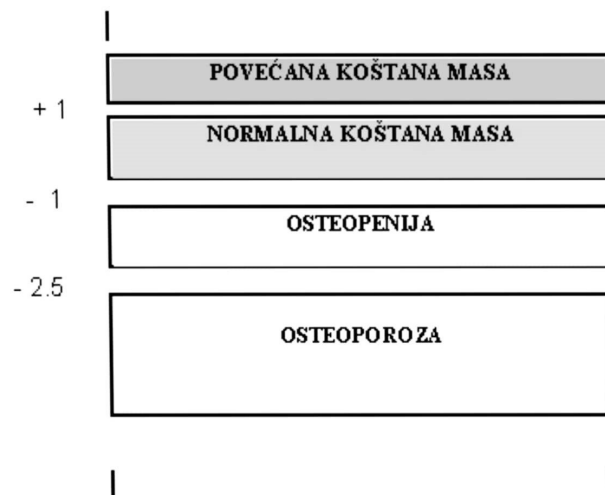 POVEĆANA KOŠTANA MASA
+ 1
NORMALNA KOŠTANA MASA
- 1
OSTEOPENIJA
- 2.5
OSTEOPOROZA